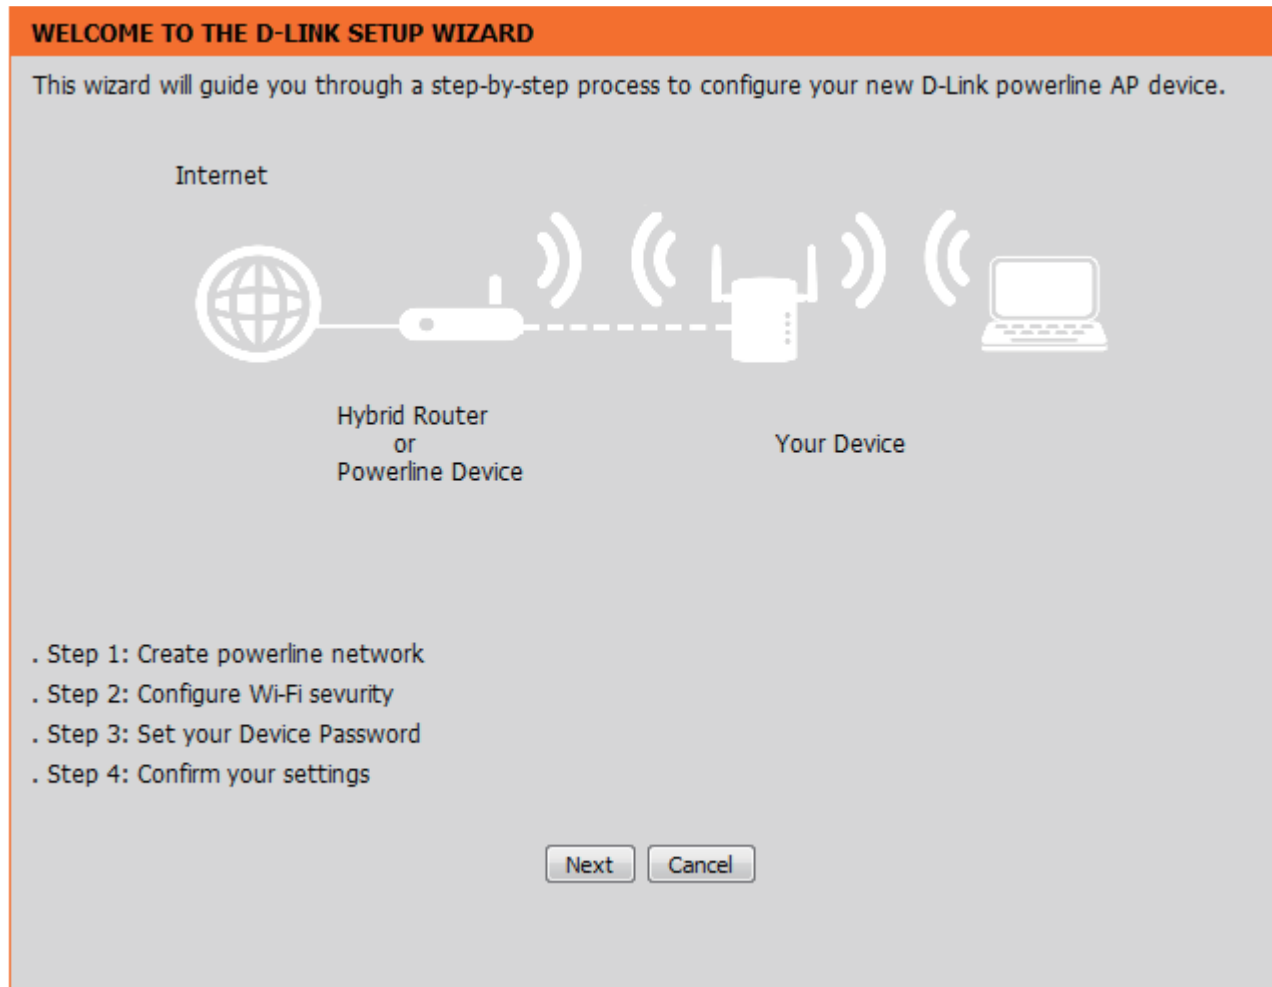 WELCOME TO THE D-LINK SETUP WIZARD
This wizard will guide you through a step-by-step process to configure your new D-Link powerline AP device.
Internet
Hybrid Router
or
Powerline Device
Your Device
. Step 1: Create powerline network
. Step 2: Configure Wi-Fi sevurity
. Step 3: Set your Device Password
. Step 4: Confirm your settings
Next Cancel